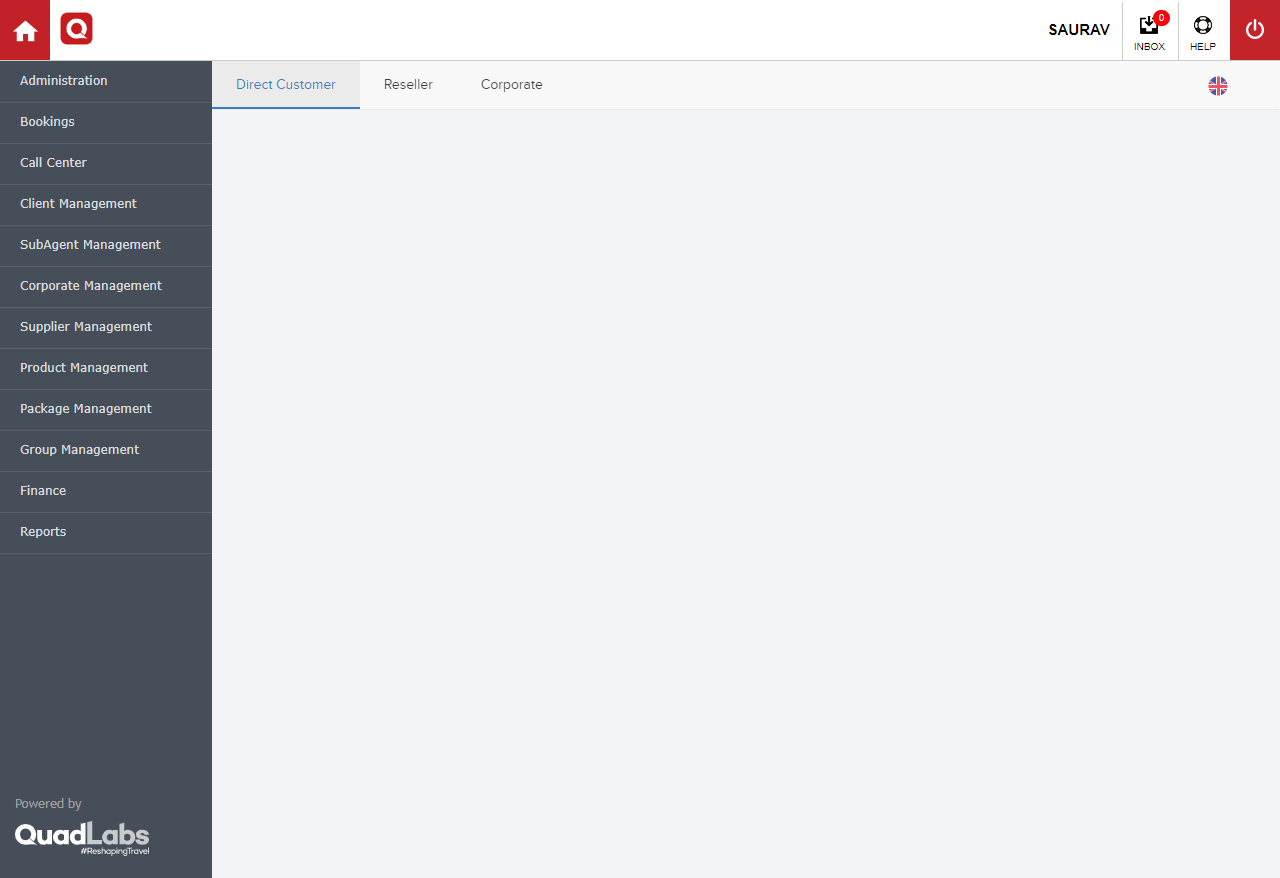 SAURAV
0
INBOX
HELP
Direct Customer
Reseller
Corporate
Administration
Bookings
Call Center
Client Management
SubAgent Management
Corporate Management
Supplier Management
Product Management
Package Management
Group Management
Finance
Reports
Powered by
QuadLabs
#ReshapingTravel